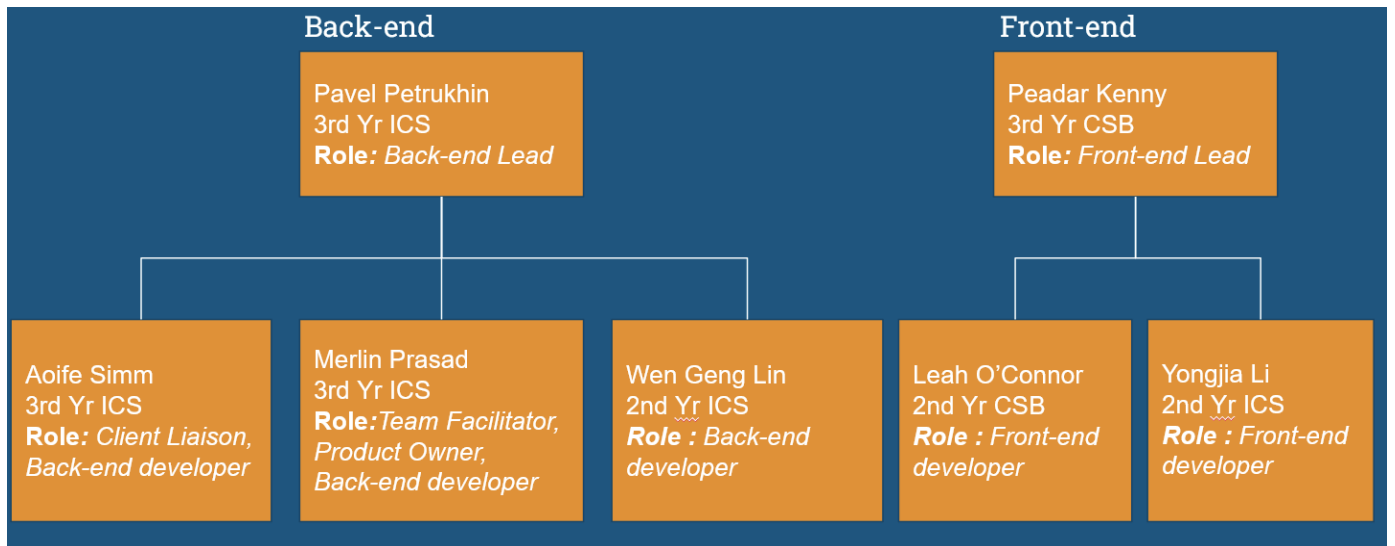 Back-end
Pavel Petrukhin
3rd Yr ICS
Role: Back-end Lead
Aoife Simm
3rd Yr ICS
Role: Client Liaison,
Back-end developer
Merlin Prasad
3rd Yr ICS
Role:Team Facilitator,
Product Owner,
Back-end developer
Wen Geng Lin
2nd Yr ICS
Role : Back-end
developer
Front-end
Peadar Kenny
3rd Yr CSB
Role: Front-end Lead
Leah O’Connor
2nd Yr CSB
Role : Front-end
developer
Yongjia Li
2nd Yr ICS
Role : Front-end
developer